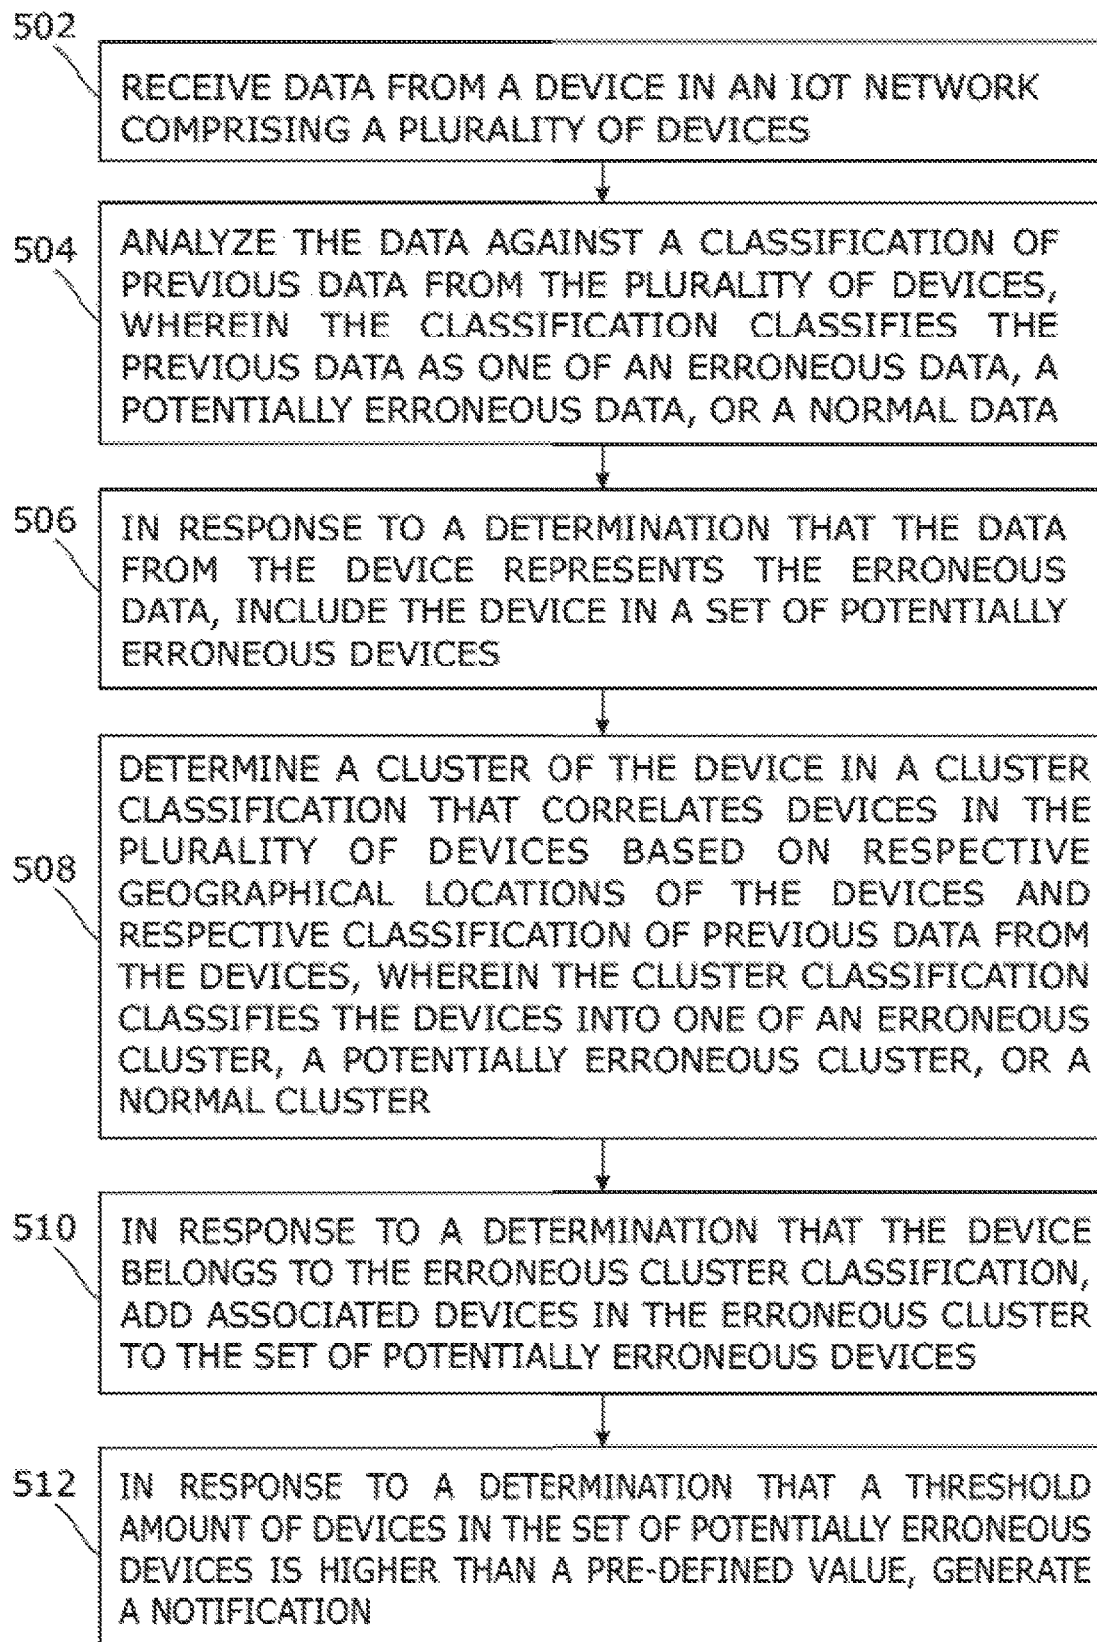 502
RECEIVE DATA FROM A DEVICE IN AN IOT NETWORK
COMPRISING A PLURALITY OF DEVICES
504
ANALYZE THE DATA AGAINST A CLASSIFICATION OF
PREVIOUS DATA FROM THE PLURALITY OF DEVICES,
WHEREIN THE CLASSIFICATION CLASSIFIES THE
PREVIOUS DATA AS ONE OF AN ERRONEOUS DATA, A
POTENTIALLY ERRONEOUS DATA, OR A NORMAL DATA
506
IN RESPONSE TO A DETERMINATION THAT THE DATA
FROM THE DEVICE REPRESENTS THE ERRONEOUS
DATA, INCLUDE THE DEVICE IN A SET OF POTENTIALLY
ERRONEOUS DEVICES
508
DETERMINE A CLUSTER OF THE DEVICE IN A CLUSTER
CLASSIFICATION THAT CORRELATES DEVICES IN THE
PLURALITY OF DEVICES BASED ON RESPECTIVE
GEOGRAPHICAL LOCATIONS OF THE DEVICES AND
RESPECTIVE CLASSIFICATION OF PREVIOUS DATA FROM
THE DEVICES, WHEREIN THE CLUSTER CLASSIFICATION
CLASSIFIES THE DEVICES INTO ONE OF AN ERRONEOUS
CLUSTER, A POTENTIALLY ERRONEOUS CLUSTER, OR A
NORMAL CLUSTER
510
IN RESPONSE TO A DETERMINATION THAT THE DEVICE
BELONGS TO THE ERRONEOUS CLUSTER CLASSIFICATION,
ADD ASSOCIATED DEVICES IN THE ERRONEOUS CLUSTER
TO THE SET OF POTENTIALLY ERRONEOUS DEVICES
512
IN RESPONSE TO A DETERMINATION THAT A THRESHOLD
AMOUNT OF DEVICES IN THE SET OF POTENTIALLY ERRONEOUS
DEVICES IS HIGHER THAN A PRE-DEFINED VALUE, GENERATE
A NOTIFICATION